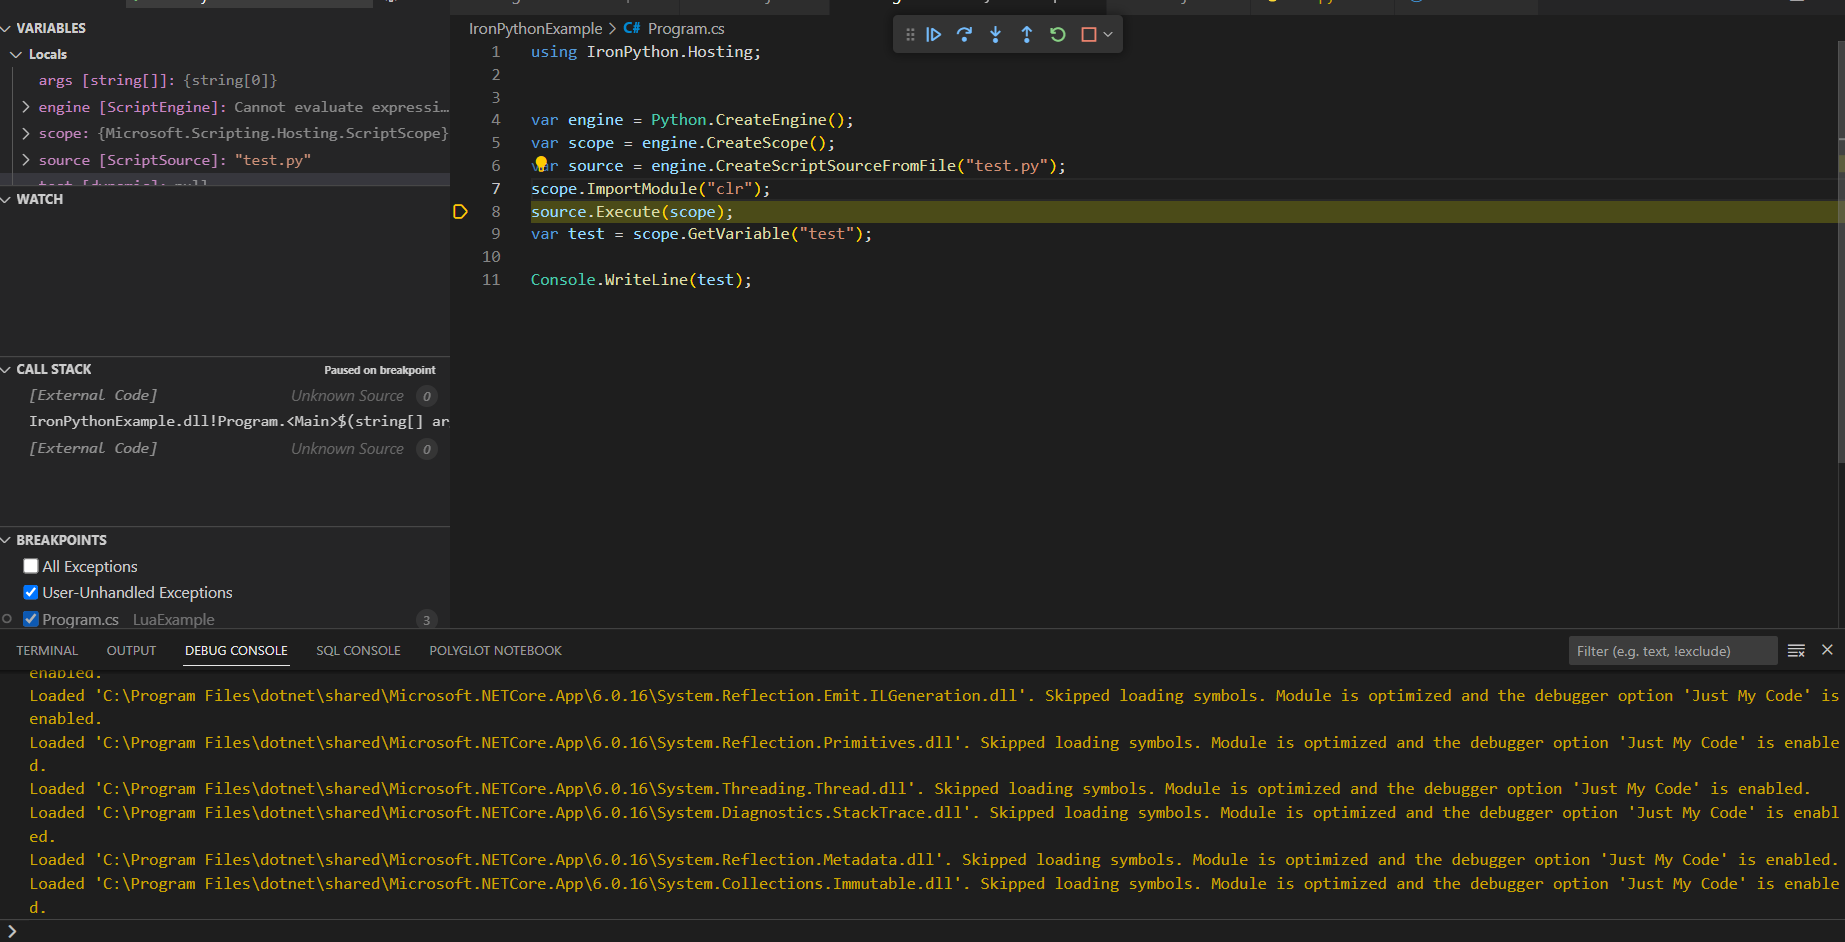 VARIABLES
Locals
args [string[]]: {string[0]}
engine [ScriptEngine]: Cannot evaluate expressi…
scope: {Microsoft.Scripting.Hosting.ScriptScope}
source [ScriptSource]: "test.py"
test [dynamic]: null
WATCH
CALL STACK
Paused on breakpoint
[External Code] Unknown Source 0
IronPythonExample.dll!Program.<Main>$(string[] ar
[External Code] Unknown Source 0
BREAKPOINTS
All Exceptions
User-Unhandled Exceptions
Program.cs LuaExample 3
IronPythonExample > C# Program.cs
1 using IronPython.Hosting;
2
3
4 var engine = Python.CreateEngine();
5 var scope = engine.CreateScope();
6 var source = engine.CreateScriptSourceFromFile("test.py");
7 scope.ImportModule("clr");
8 source.Execute(scope);
9 var test = scope.GetVariable("test");
10
11 Console.WriteLine(test);
TERMINAL OUTPUT DEBUG CONSOLE SQL CONSOLE POLYGLOT NOTEBOOK
Filter (e.g. text, !exclude)
enabled.
Loaded 'C:\Program Files\dotnet\shared\Microsoft.NETCore.App\6.0.16\System.Reflection.Emit.ILGeneration.dll'. Skipped loading symbols. Module is optimized and the debugger option 'Just My Code' is
enabled.
Loaded 'C:\Program Files\dotnet\shared\Microsoft.NETCore.App\6.0.16\System.Reflection.Primitives.dll'. Skipped loading symbols. Module is optimized and the debugger option 'Just My Code' is enable
d.
Loaded 'C:\Program Files\dotnet\shared\Microsoft.NETCore.App\6.0.16\System.Threading.Thread.dll'. Skipped loading symbols. Module is optimized and the debugger option 'Just My Code' is enabled.
Loaded 'C:\Program Files\dotnet\shared\Microsoft.NETCore.App\6.0.16\System.Diagnostics.StackTrace.dll'. Skipped loading symbols. Module is optimized and the debugger option 'Just My Code' is enabl
ed.
Loaded 'C:\Program Files\dotnet\shared\Microsoft.NETCore.App\6.0.16\System.Reflection.Metadata.dll'. Skipped loading symbols. Module is optimized and the debugger option 'Just My Code' is enabled.
Loaded 'C:\Program Files\dotnet\shared\Microsoft.NETCore.App\6.0.16\System.Collections.Immutable.dll'. Skipped loading symbols. Module is optimized and the debugger option 'Just My Code' is enable
d.